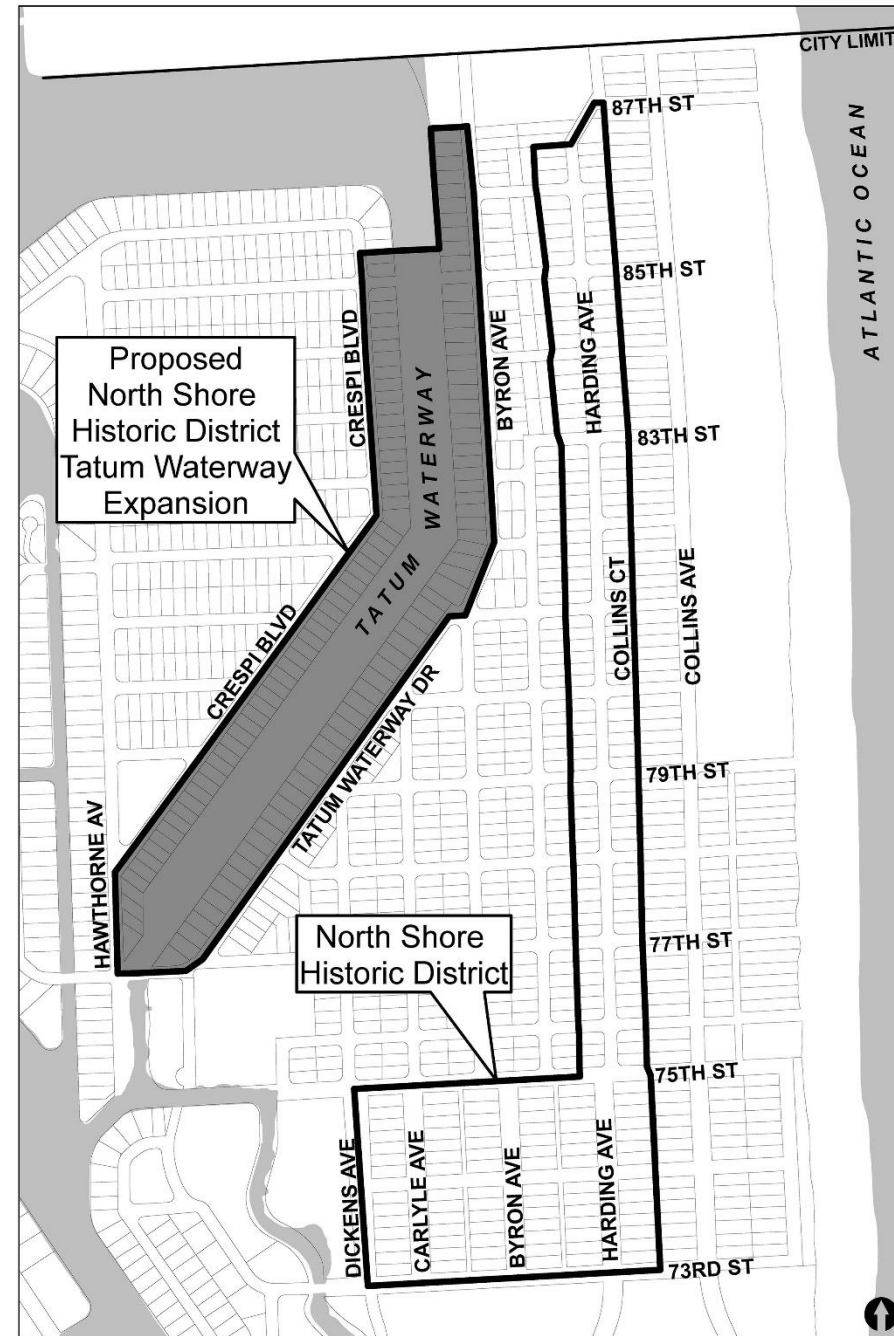 CITY LIMIT
87TH ST
ATLANTIC OCEAN
85TH ST
CRESPI BLVD
BYRON AVE
HARDING AVE
Proposed
North Shore
Historic District
Tatum Waterway
Expansion
TATUM WATERWAY
83TH ST
CRESPI BLVD
COLLINS CT
COLLINS AVE
TATUM WATERWAY DR
79TH ST
HAWTHORNE AV
North Shore
Historic District
77TH ST
75TH ST
DICKENS AVE
CARLYLE AVE
BYRON AVE
HARDING AVE
73RD ST